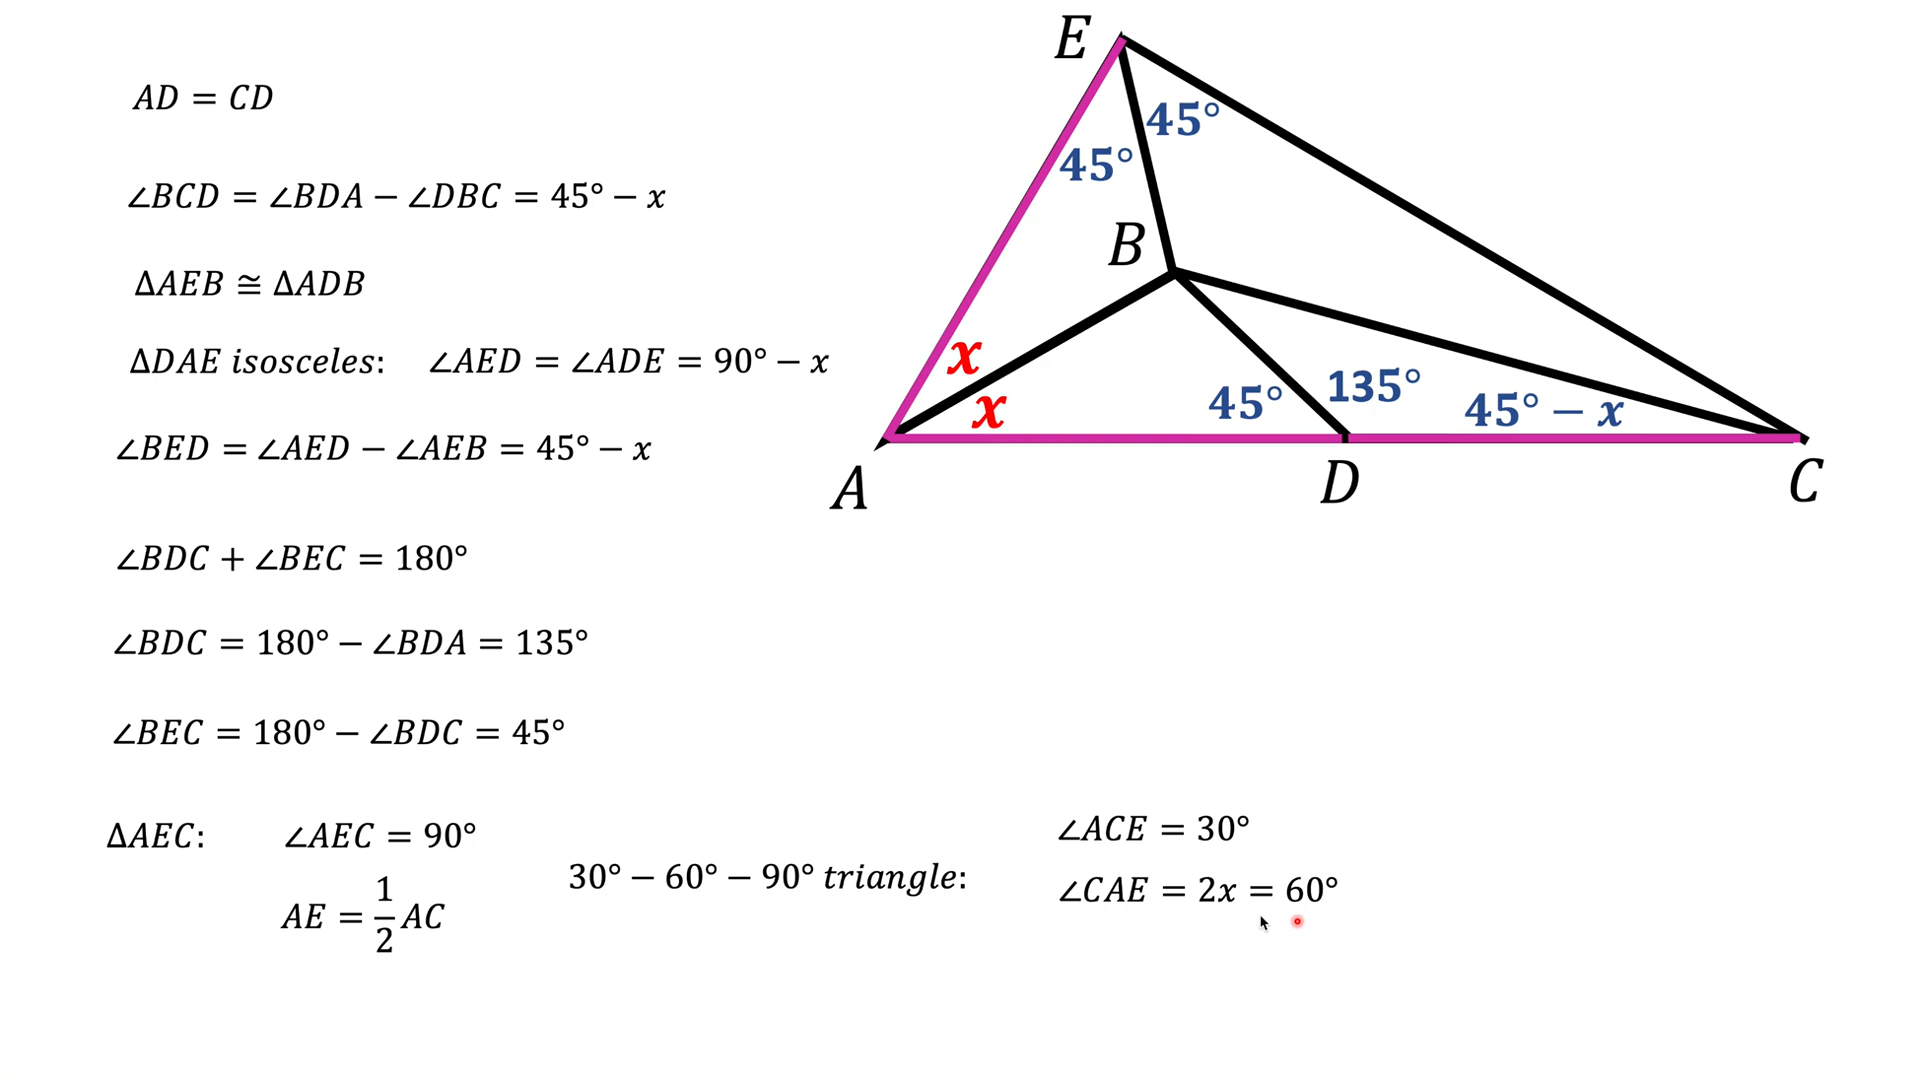 AD = CD
∠BCD = ∠BDA − ∠DBC = 45° − x
ΔAEB ≅ ΔADB
ΔDAE isosceles: ∠AED = ∠ADE = 90° − x
∠BED = ∠AED − ∠AEB = 45° − x
∠BDC + ∠BEC = 180°
∠BDC = 180° − ∠BDA = 135°
∠BEC = 180° − ∠BDC = 45°
ΔAEC: ∠AEC = 90°
AE = 1/2 AC
30° − 60° − 90° triangle:
∠ACE = 30°
∠CAE = 2x = 60°
E
45°
45°
B
x
x
45°
135°
45° − x
A
D
C